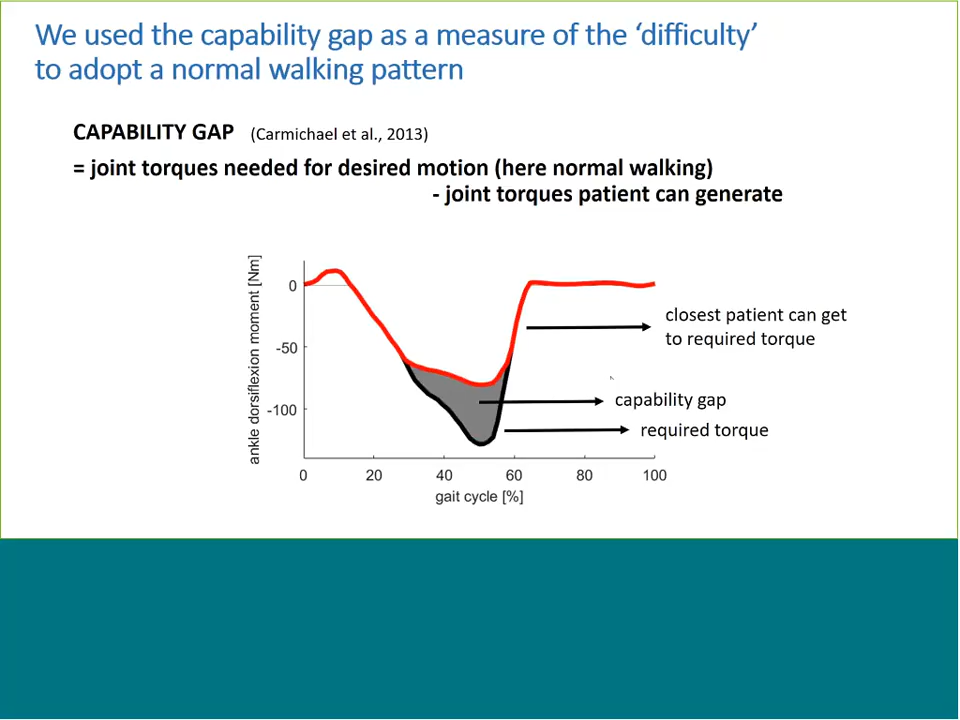 We used the capability gap as a measure of the ‘difficulty’
to adopt a normal walking pattern
CAPABILITY GAP (Carmichael et al., 2013)
= joint torques needed for desired motion (here normal walking)
- joint torques patient can generate
ankle dorsiflexion moment [Nm]
0
-50
-100
closest patient can get
to required torque
capability gap
required torque
0 20 40 60 80 100
gait cycle [%]